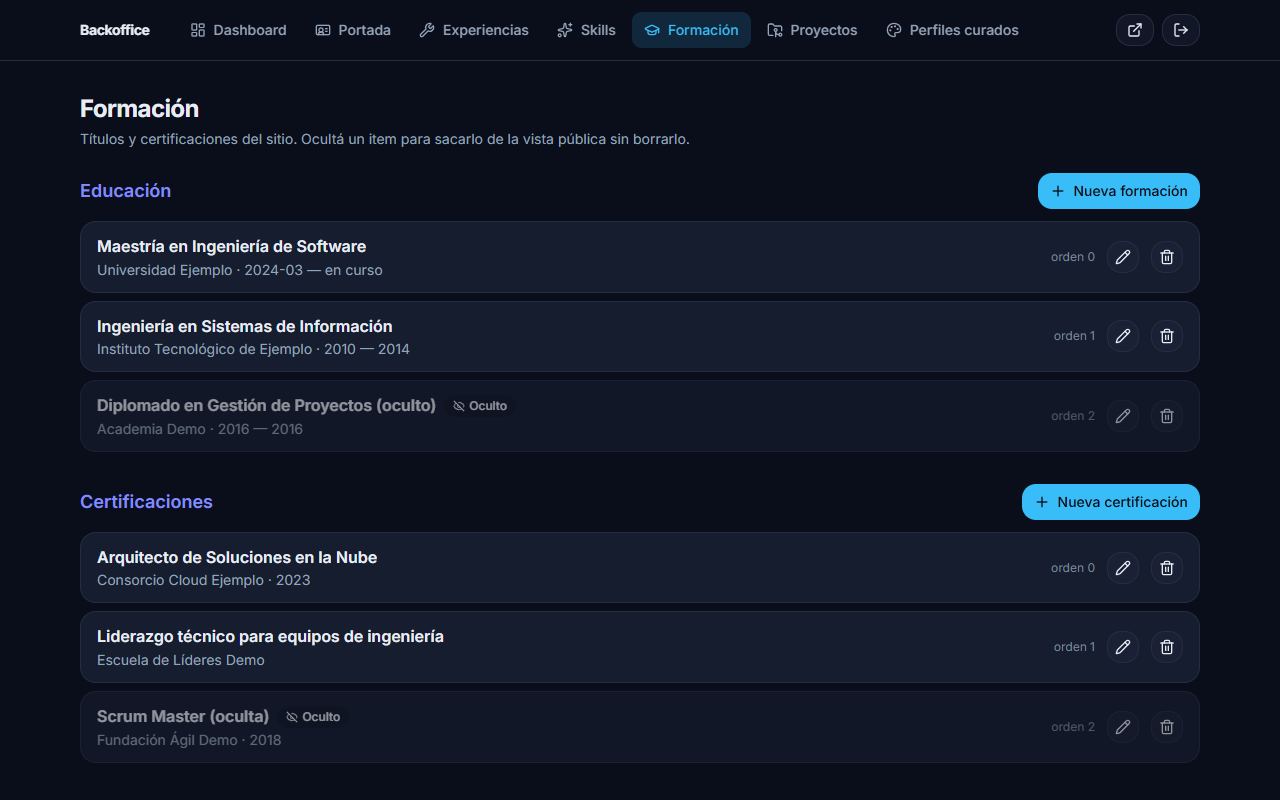 Backoffice Dashboard Portada Experiencias Skills Formación Proyectos Perfiles curados
Formación
Títulos y certificaciones del sitio. Ocultá un item para sacarlo de la vista pública sin borrarlo.
Educación
Nueva formación
Maestría en Ingeniería de Software
Universidad Ejemplo · 2024-03 — en curso
orden 0
Ingeniería en Sistemas de Información
Instituto Tecnológico de Ejemplo · 2010 — 2014
orden 1
Diplomado en Gestión de Proyectos (oculto) Oculto
Academia Demo · 2016 — 2016
orden 2
Certificaciones
Nueva certificación
Arquitecto de Soluciones en la Nube
Consorcio Cloud Ejemplo · 2023
orden 0
Liderazgo técnico para equipos de ingeniería
Escuela de Líderes Demo
orden 1
Scrum Master (oculta) Oculto
Fundación Ágil Demo · 2018
orden 2